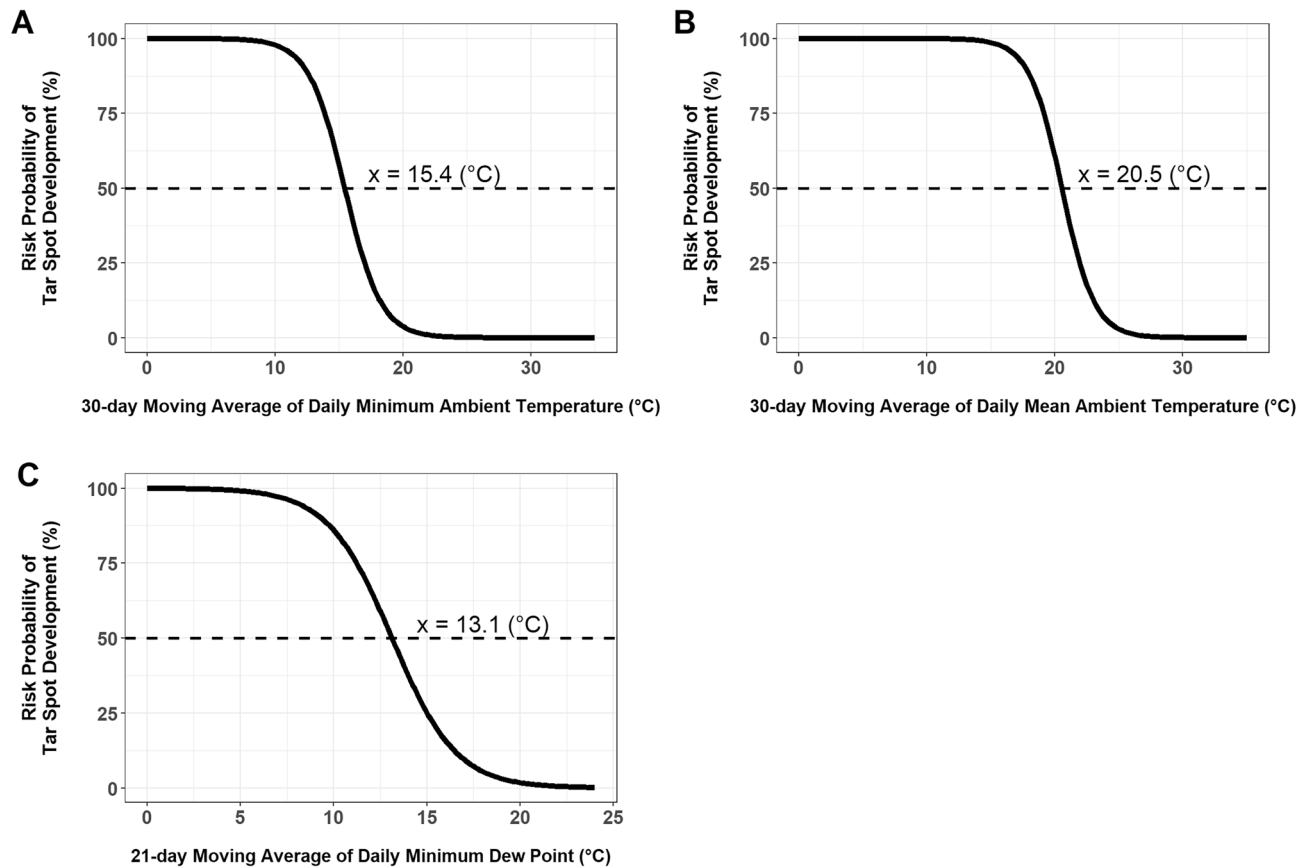 A
Risk Probability of
Tar Spot Development (%)
100
75
50
25
0
x = 15.4 (°C)
0 10 20 30
30-day Moving Average of Daily Minimum Ambient Temperature (°C)
B
Risk Probability of
Tar Spot Development (%)
100
75
50
25
0
x = 20.5 (°C)
0 10 20 30
30-day Moving Average of Daily Mean Ambient Temperature (°C)
C
Risk Probability of
Tar Spot Development (%)
100
75
50
25
0
x = 13.1 (°C)
0 5 10 15 20 25
21-day Moving Average of Daily Minimum Dew Point (°C)